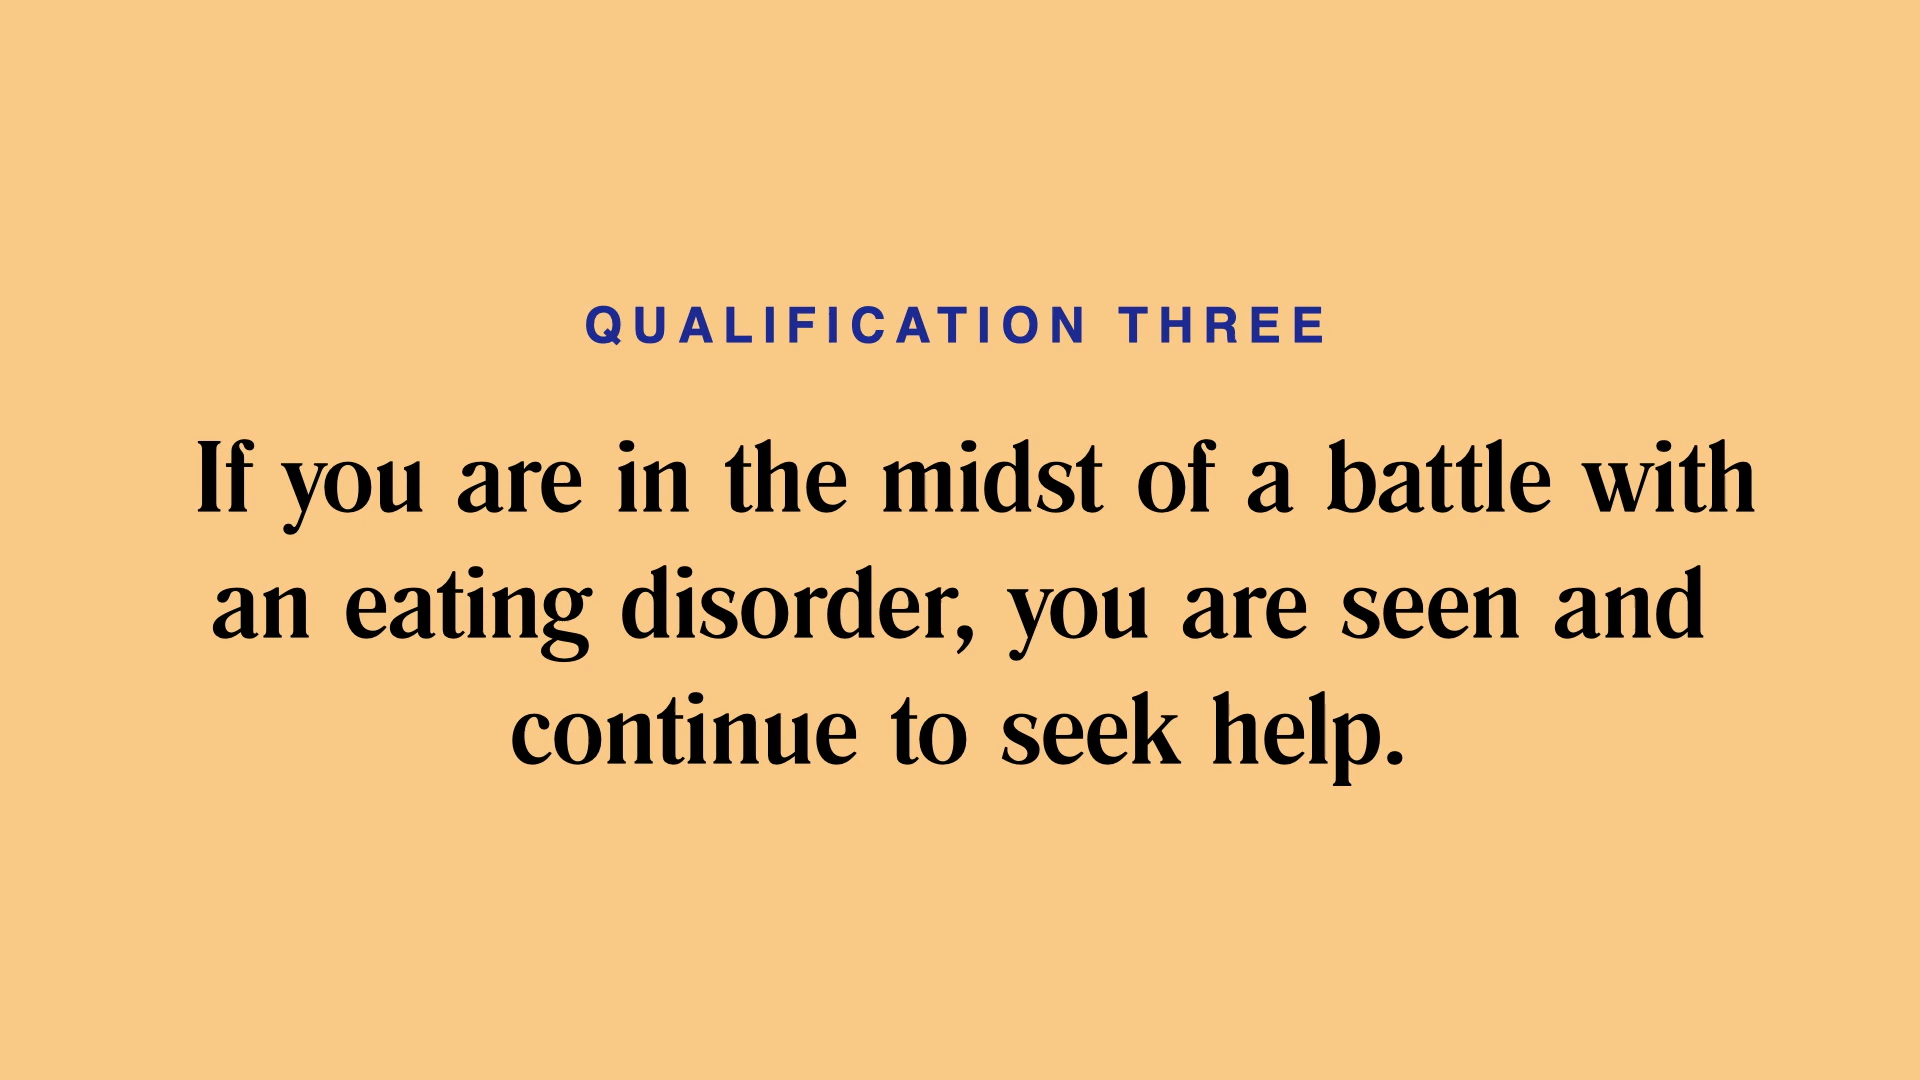 QUALIFICATION THREE
If you are in the midst of a battle with
an eating disorder, you are seen and
continue to seek help.